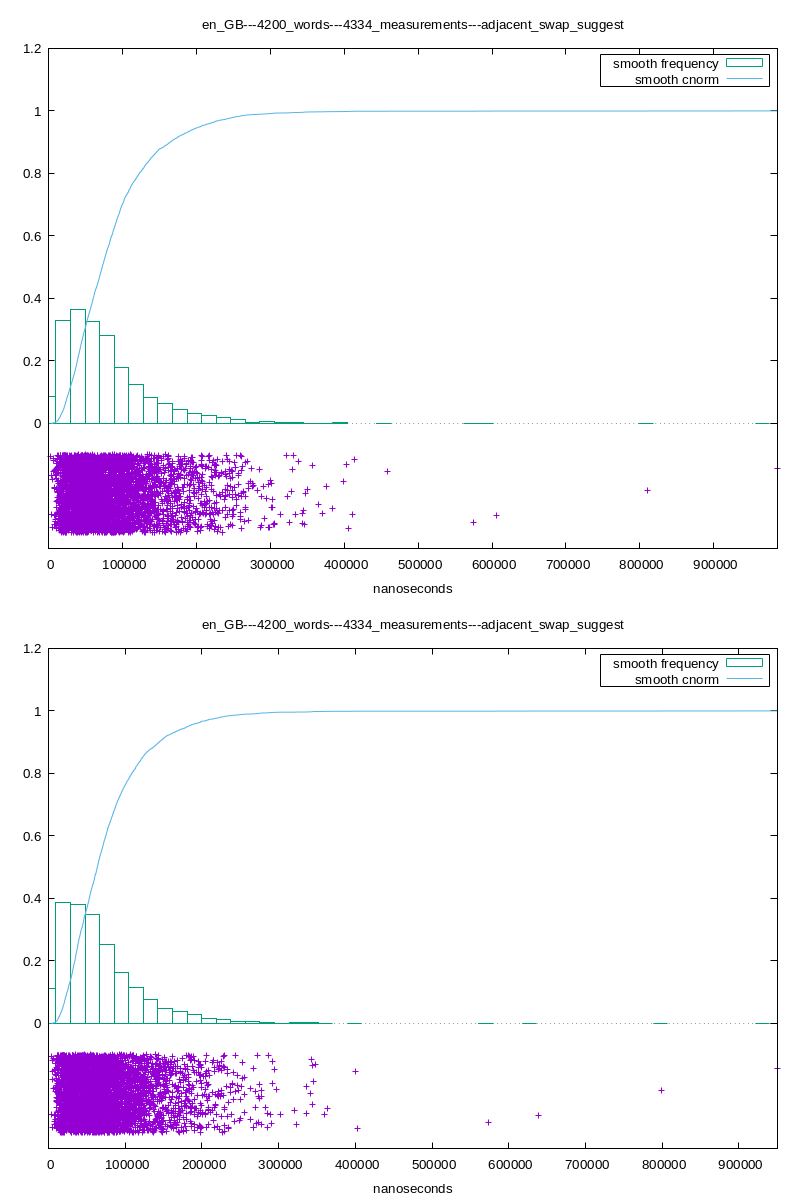 en_GB---4200_words---4334_measurements---adjacent_swap_suggest
1.2
smooth frequency
smooth cnorm
1
0.8
0.6
0.4
0.2
0
0 100000 200000 300000 400000 500000 600000 700000 800000 900000
nanoseconds
en_GB---4200_words---4334_measurements---adjacent_swap_suggest
1.2
smooth frequency
smooth cnorm
1
0.8
0.6
0.4
0.2
0
0 100000 200000 300000 400000 500000 600000 700000 800000 900000
nanoseconds